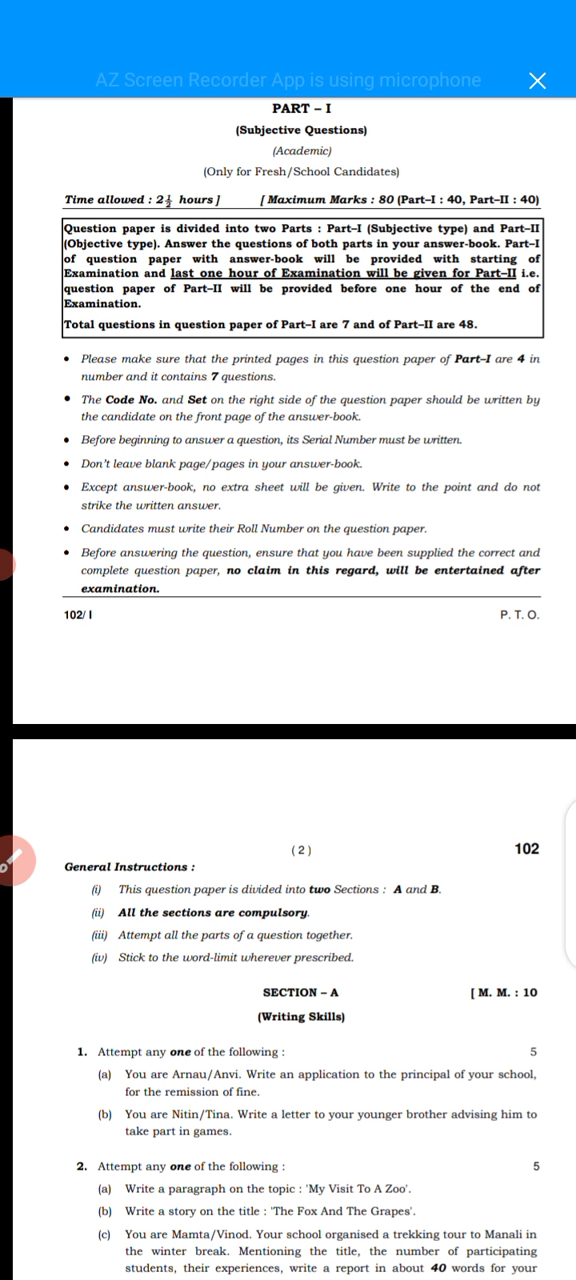 AZ Screen Recorder App is using microphone
PART – I
(Subjective Questions)
(Academic)
(Only for Fresh/School Candidates)
Time allowed : 2½ hours ] [ Maximum Marks : 80 (Part–I : 40, Part–II : 40)
Question paper is divided into two Parts : Part–I (Subjective type) and Part–II
(Objective type). Answer the questions of both parts in your answer-book. Part–I
of question paper with answer-book will be provided with starting of
Examination and last one hour of Examination will be given for Part–II i.e.
question paper of Part–II will be provided before one hour of the end of
Examination.
Total questions in question paper of Part–I are 7 and of Part–II are 48.
• Please make sure that the printed pages in this question paper of Part–I are 4 in
number and it contains 7 questions.
• The Code No. and Set on the right side of the question paper should be written by
the candidate on the front page of the answer-book.
• Before beginning to answer a question, its Serial Number must be written.
• Don't leave blank page/pages in your answer-book.
• Except answer-book, no extra sheet will be given. Write to the point and do not
strike the written answer.
• Candidates must write their Roll Number on the question paper.
• Before answering the question, ensure that you have been supplied the correct and
complete question paper, no claim in this regard, will be entertained after
examination.
102/ I P. T. O.
( 2 ) 102
General Instructions :
(i) This question paper is divided into two Sections : A and B.
(ii) All the sections are compulsory.
(iii) Attempt all the parts of a question together.
(iv) Stick to the word-limit wherever prescribed.
SECTION – A [ M. M. : 10
(Writing Skills)
1. Attempt any one of the following : 5
(a) You are Arnau/Anvi. Write an application to the principal of your school,
for the remission of fine.
(b) You are Nitin/Tina. Write a letter to your younger brother advising him to
take part in games.
2. Attempt any one of the following : 5
(a) Write a paragraph on the topic : 'My Visit To A Zoo'.
(b) Write a story on the title : 'The Fox And The Grapes'.
(c) You are Mamta/Vinod. Your school organised a trekking tour to Manali in
the winter break. Mentioning the title, the number of participating
students, their experiences, write a report in about 40 words for your